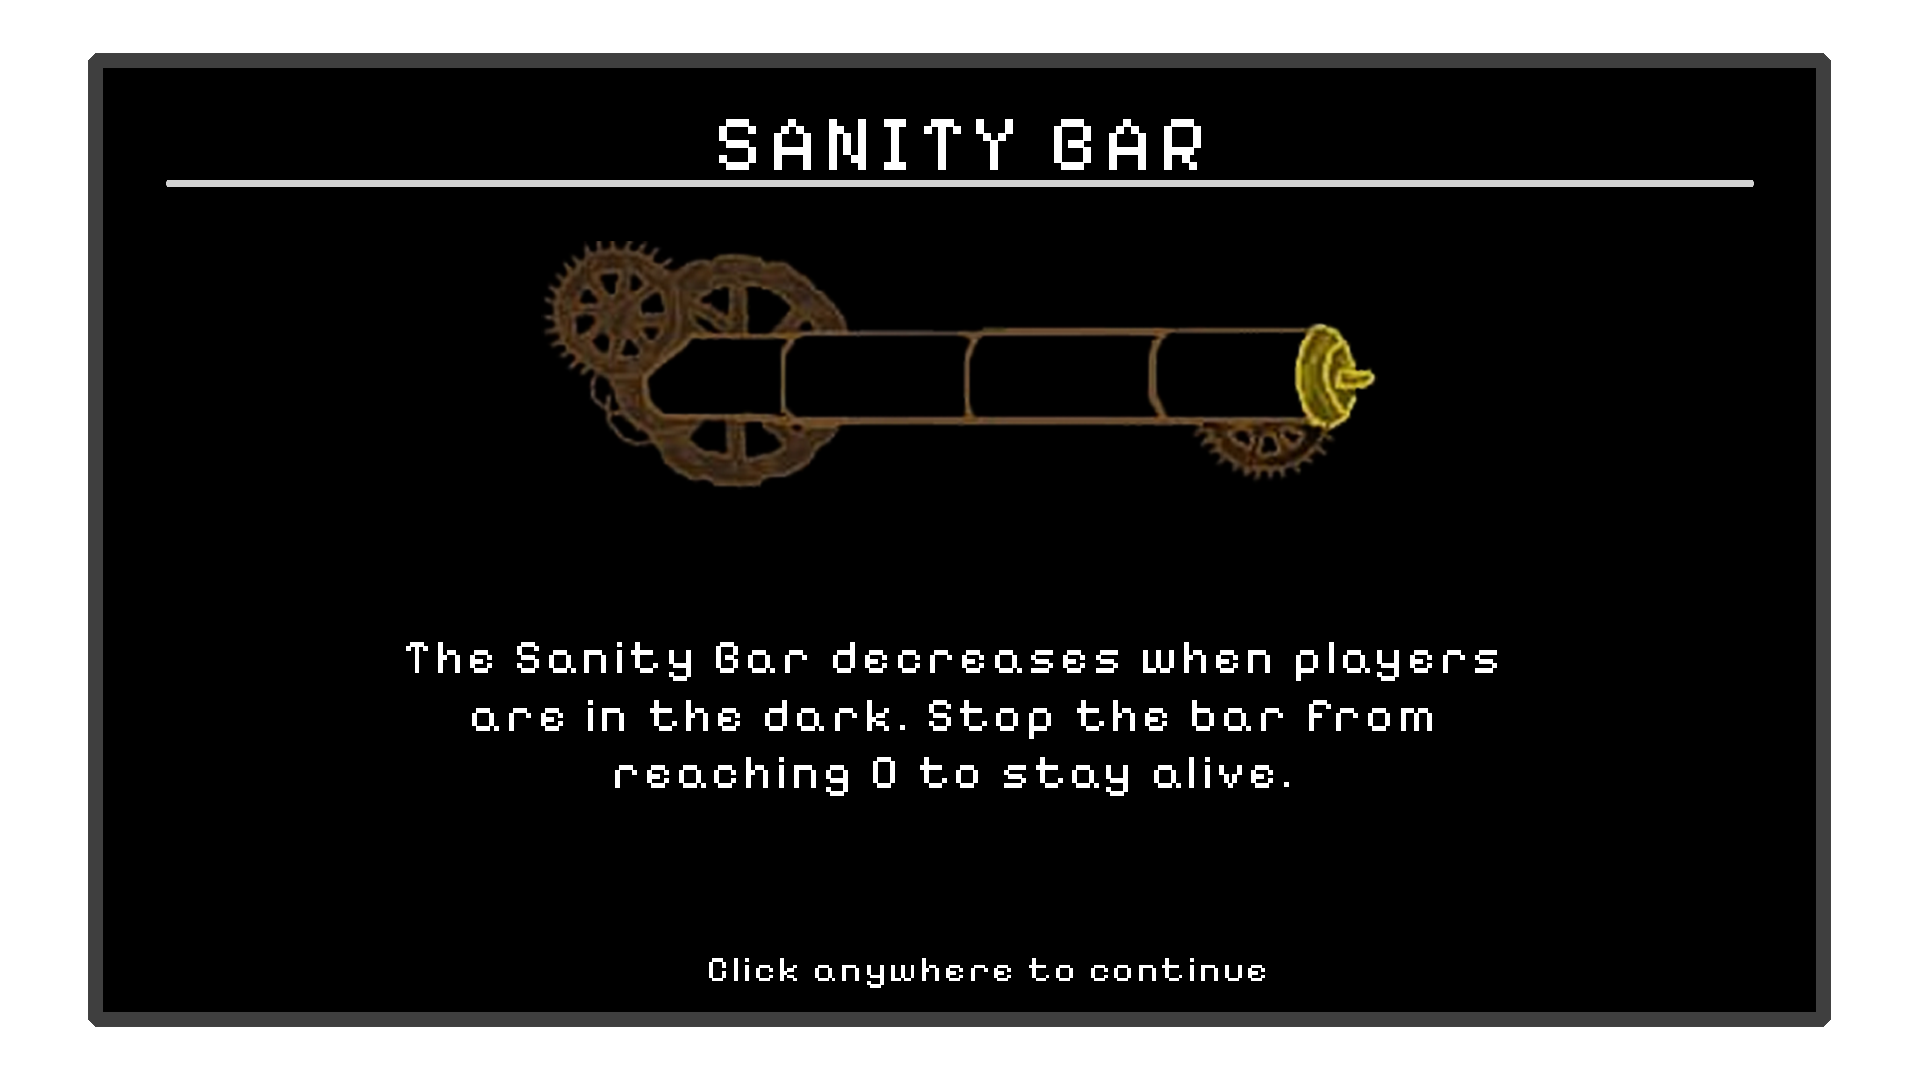 SANITY BAR
The Sanity Bar decreases when players
are in the dark. Stop the bar from
reaching 0 to stay alive.
Click anywhere to continue